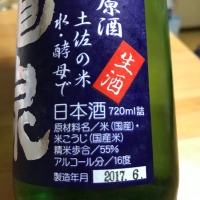 原酒
生酒
土佐の米
水・酵母で
日本酒 720ml詰
原材料名／米(国産)・
米こうじ(国産米)
精米歩合／55%
アルコール分／16度
製造年月 2017.6.
泉